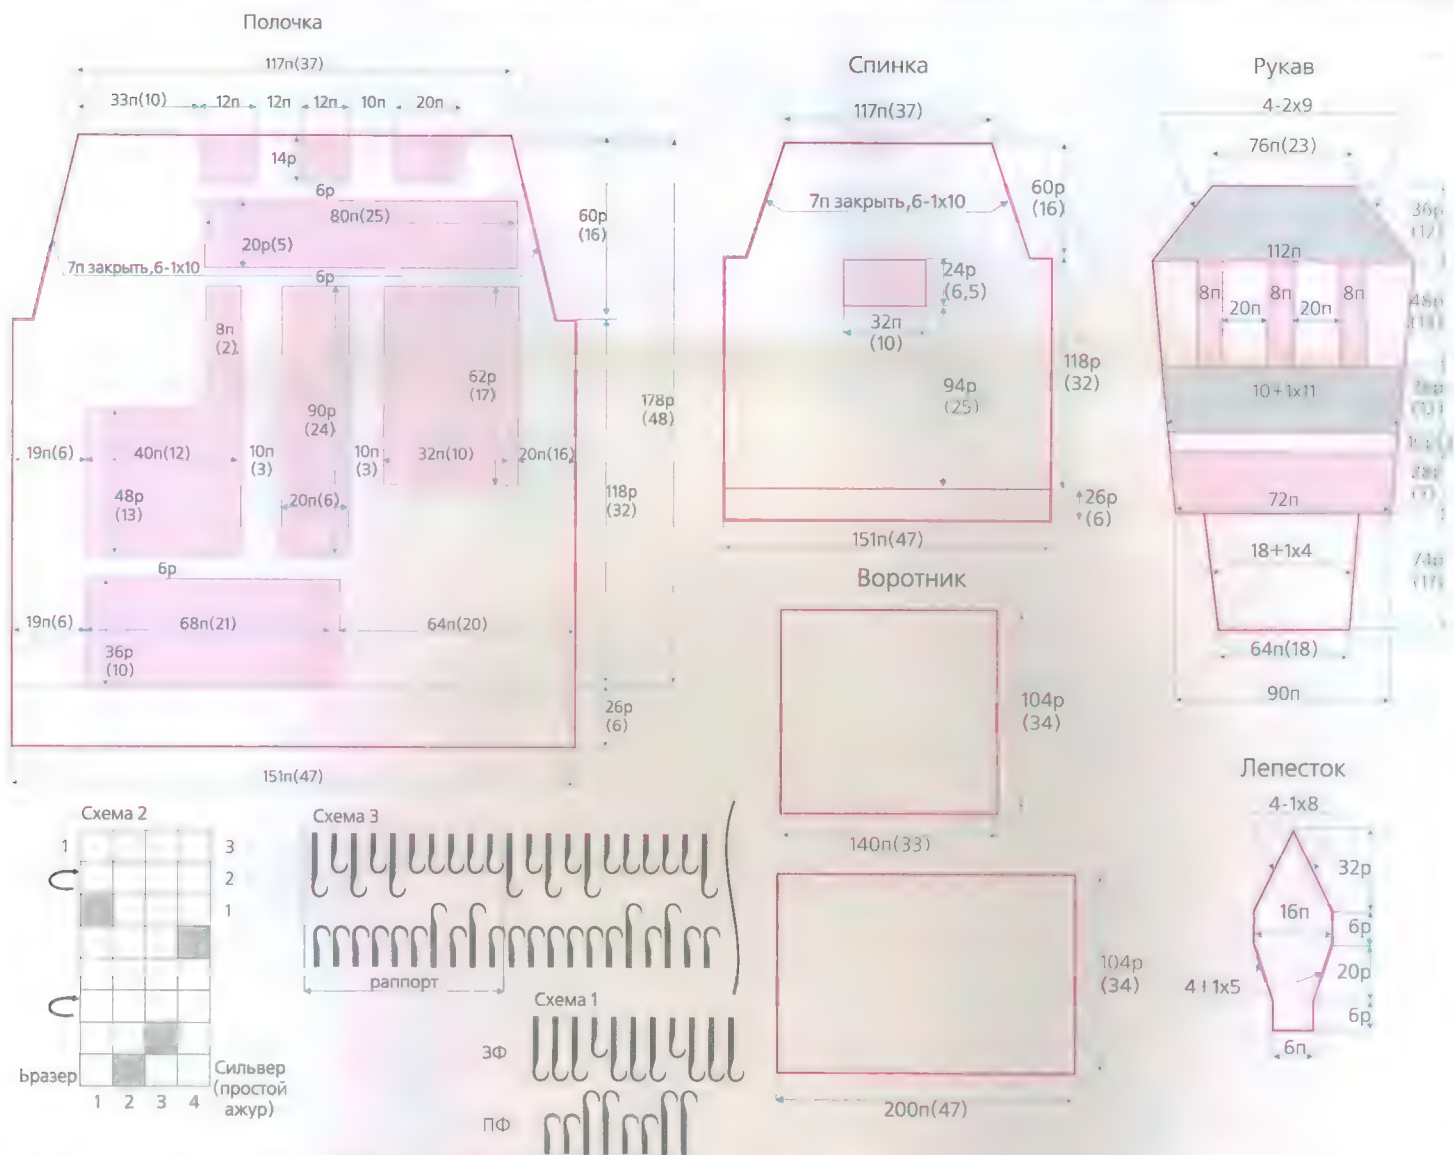 Полочка
117п(37)
33п(10) 12п 12п 12п 10п 20п
14р
6р
80п(25)
20р(5)
7п закрыть,6-1х10
6р
60р
(16)
8п
(2)
62р
(17)
90р
(24)
178р
(48)
19п(6)
40п(12)
10п
(3)
10п
(3)
32п(10)
20п(16)
48р
(13)
20п(6)
118р
(32)
6р
19п(6)
68п(21)
64п(20)
36р
(10)
26р
(6)
151п(47)
Спинка
117п(37)
7п закрыть,6-1х10
60р
(16)
24р
(6,5)
32п
(10)
94р
(25)
118р
(32)
26р
(6)
151п(47)
Рукав
4-2х9
76п(23)
36р
(12)
112п
8п 8п 8п
20п 20п
48р
10+1х11
72п
18+1х4
74р
(17)
64п(18)
90п
Воротник
104р
(34)
140п(33)
104р
(34)
200п(47)
Лепесток
4-1х8
32р
16п
6р
20р
4+1х5
6р
6п
Схема 2
1 3
2
1
Бразер
Сильвер
(простой
ажур)
1 2 3 4
Схема 3
раппорт
Схема 1
ЗФ
ПФ